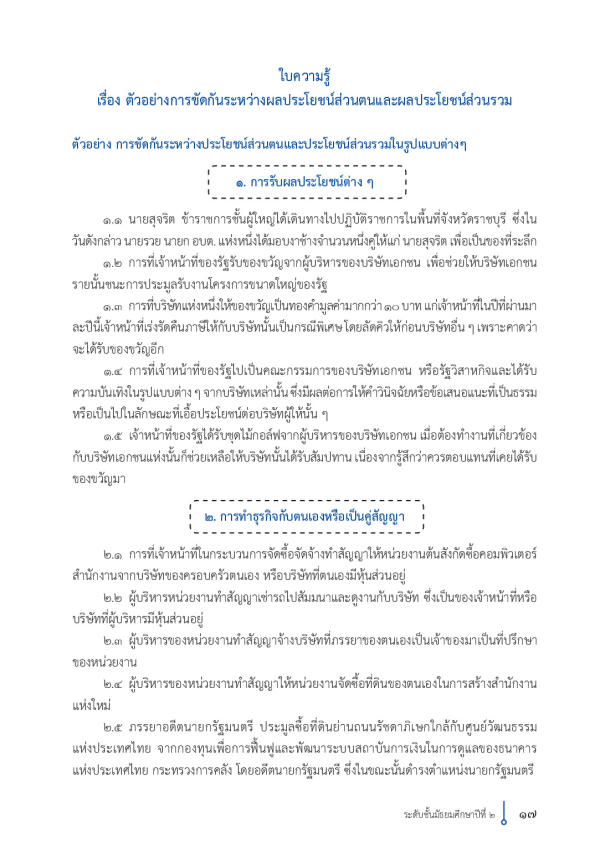 ใบความรู้
เรื่อง ตัวอย่างการขัดกันระหว่างผลประโยชน์ส่วนตนและผลประโยชน์ส่วนรวม
ตัวอย่าง การขัดกันระหว่างประโยชน์ส่วนตนและประโยชน์ส่วนรวมในรูปแบบต่างๆ
๑. การรับผลประโยชน์ต่าง ๆ
๑.๑ นายสุจริต ข้าราชการชั้นผู้ใหญ่ได้เดินทางไปปฏิบัติราชการในพื้นที่จังหวัดราชบุรี ซึ่งใน
วันดังกล่าว นายรวย นายก อบต. แห่งหนึ่งได้มอบงาช้างจำนวนหนึ่งคู่ให้แก่ นายสุจริต เพื่อเป็นของที่ระลึก
๑.๒ การที่เจ้าหน้าที่ของรัฐรับของขวัญจากผู้บริหารของบริษัทเอกชน เพื่อช่วยให้บริษัทเอกชน
รายนั้นชนะการประมูลรับงานโครงการขนาดใหญ่ของรัฐ
๑.๓ การที่บริษัทแห่งหนึ่งให้ของขวัญเป็นทองคำมูลค่ามากกว่า ๑๐ บาท แก่เจ้าหน้าที่ในปีที่ผ่านมา
ละปีนี้เจ้าหน้าที่เร่งรัดคืนภาษีให้กับบริษัทนั้นเป็นกรณีพิเศษ โดยลัดคิวให้ก่อนบริษัทอื่น ๆ เพราะคาดว่า
จะได้รับของขวัญอีก
๑.๔ การที่เจ้าหน้าที่ของรัฐไปเป็นคณะกรรมการของบริษัทเอกชน หรือรัฐวิสาหกิจและได้รับ
ความบันเทิงในรูปแบบต่าง ๆ จากบริษัทเหล่านั้น ซึ่งมีผลต่อการให้คำวินิจฉัยหรือข้อเสนอแนะที่เป็นธรรม
หรือเป็นไปในลักษณะที่เอื้อประโยชน์ต่อบริษัทผู้ให้นั้น ๆ
๑.๕ เจ้าหน้าที่ของรัฐได้รับชุดไม้กอล์ฟจากผู้บริหารของบริษัทเอกชน เมื่อต้องทำงานที่เกี่ยวข้อง
กับบริษัทเอกชนแห่งนั้นก็ช่วยเหลือให้บริษัทนั้นได้รับสัมปทาน เนื่องจากรู้สึกว่าควรตอบแทนที่เคยได้รับ
ของขวัญมา
๒. การทำธุรกิจกับตนเองหรือเป็นคู่สัญญา
๒.๑ การที่เจ้าหน้าที่ในกระบวนการจัดซื้อจัดจ้างทำสัญญาให้หน่วยงานต้นสังกัดซื้อคอมพิวเตอร์
สำนักงานจากบริษัทของครอบครัวตนเอง หรือบริษัทที่ตนเองมีหุ้นส่วนอยู่
๒.๒ ผู้บริหารหน่วยงานทำสัญญาเช่ารถไปสัมมนาและดูงานกับบริษัท ซึ่งเป็นของเจ้าหน้าที่หรือ
บริษัทที่ผู้บริหารมีหุ้นส่วนอยู่
๒.๓ ผู้บริหารของหน่วยงานทำสัญญาจ้างบริษัทที่ภรรยาของตนเองเป็นเจ้าของมาเป็นที่ปรึกษา
ของหน่วยงาน
๒.๔ ผู้บริหารของหน่วยงานทำสัญญาให้หน่วยงานจัดซื้อที่ดินของตนเองในการสร้างสำนักงาน
แห่งใหม่
๒.๕ ภรรยาอดีตนายกรัฐมนตรี ประมูลซื้อที่ดินย่านถนนรัชดาภิเษกใกล้กับศูนย์วัฒนธรรม
แห่งประเทศไทย จากกองทุนเพื่อการฟื้นฟูและพัฒนาระบบสถาบันการเงินในการดูแลของธนาคาร
แห่งประเทศไทย กระทรวงการคลัง โดยอดีตนายกรัฐมนตรี ซึ่งในขณะนั้นดำรงตำแหน่งนายกรัฐมนตรี
ระดับชั้นมัธยมศึกษาปีที่ ๒ ๑๗